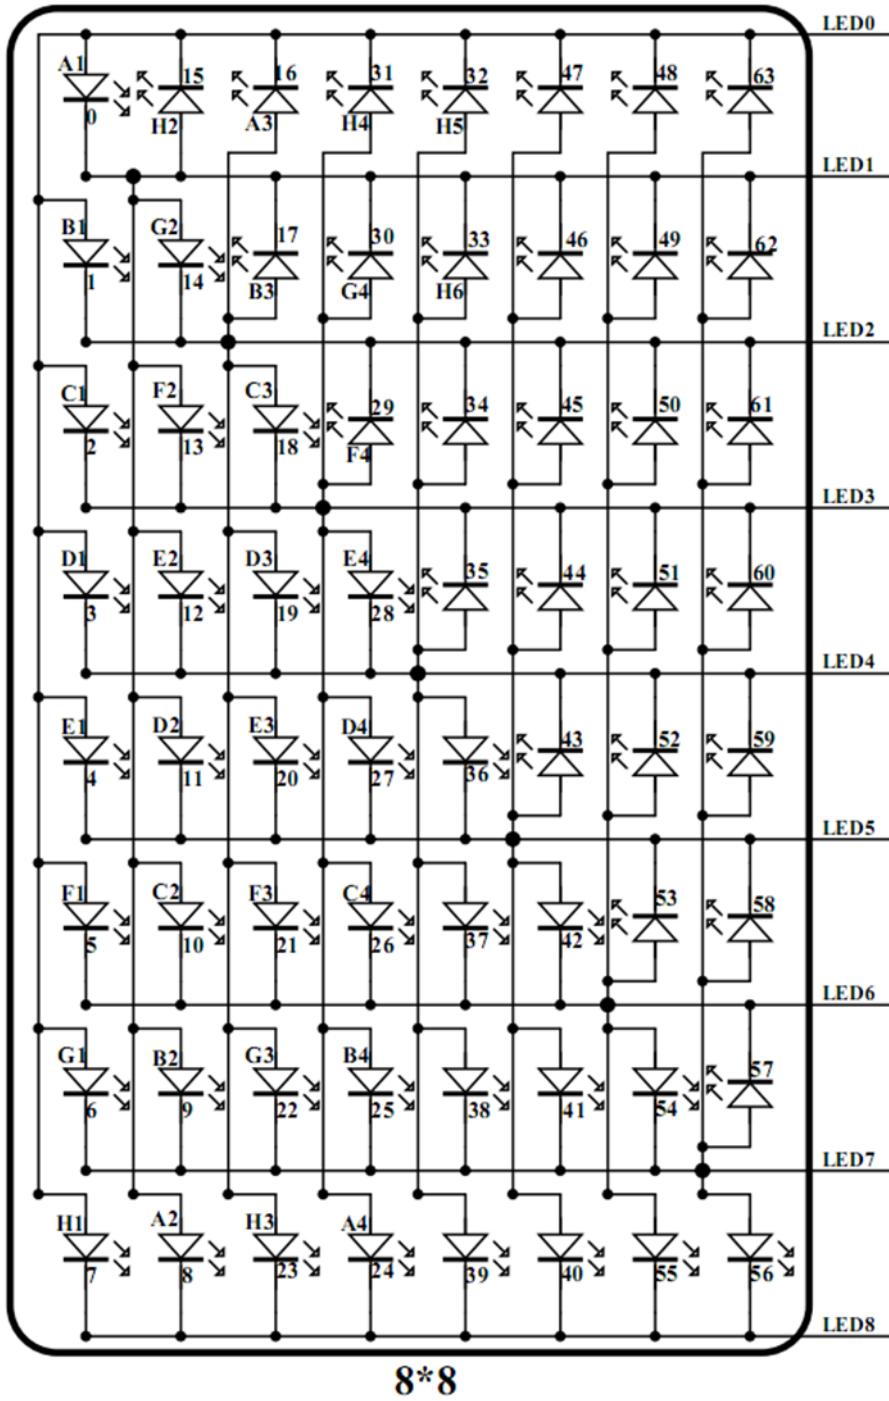 LED0
A1 15 16 31 32 47 48 63
0 H2 A3 H4 H5
LED1
B1 G2 17 30 33 46 49 62
1 14 B3 G4 H6
LED2
C1 F2 C3 29 34 45 50 61
2 13 18 F4
LED3
D1 E2 D3 E4 35 44 51 60
3 12 19 28
LED4
E1 D2 E3 D4 43 52 59
4 11 20 27 36
LED5
F1 C2 F3 C4 53 58
5 10 21 26 37 42
LED6
G1 B2 G3 B4 57
6 9 22 25 38 41 54
LED7
H1 A2 H3 A4
7 8 23 24 39 40 55 56
LED8
8*8